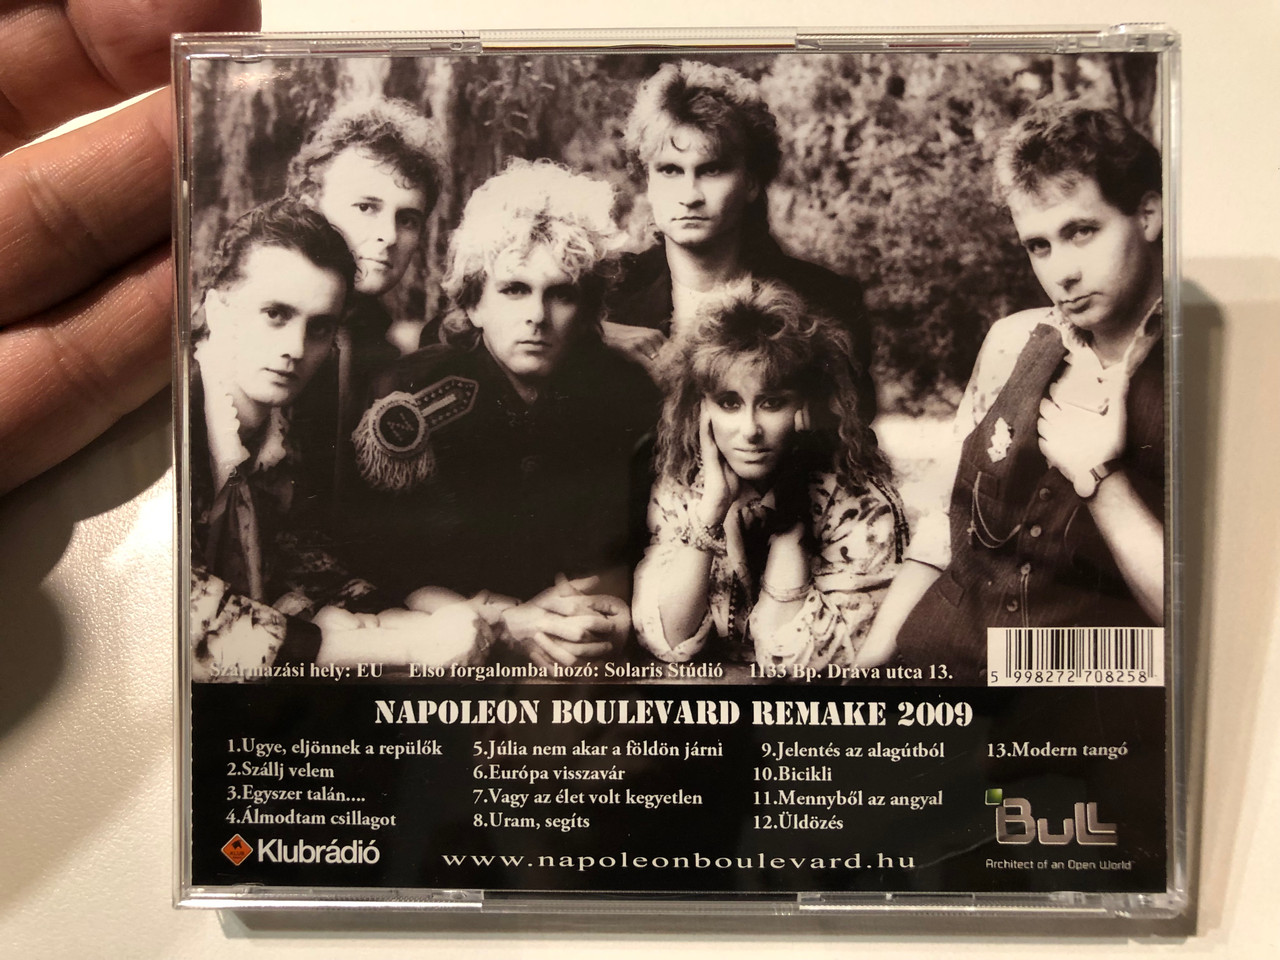 Származási hely: EU Első forgalomba hozó: Solaris Stúdió 1133 Bp. Dráva utca 13.
5 998272 708258
NAPOLEON BOULEVARD REMAKE 2009
1.Ugye, eljönnek a repülők
2.Szállj velem
3.Egyszer talán....
4.Álmodtam csillagot
5.Júlia nem akar a földön járni
6.Európa visszavár
7.Vagy az élet volt kegyetlen
8.Uram, segíts
9.Jelentés az alagútból
10.Bicikli
11.Mennyből az angyal
12.Üldözés
13.Modern tangó
Klubrádió
www.napoleonboulevard.hu
Bull
Architect of an Open World